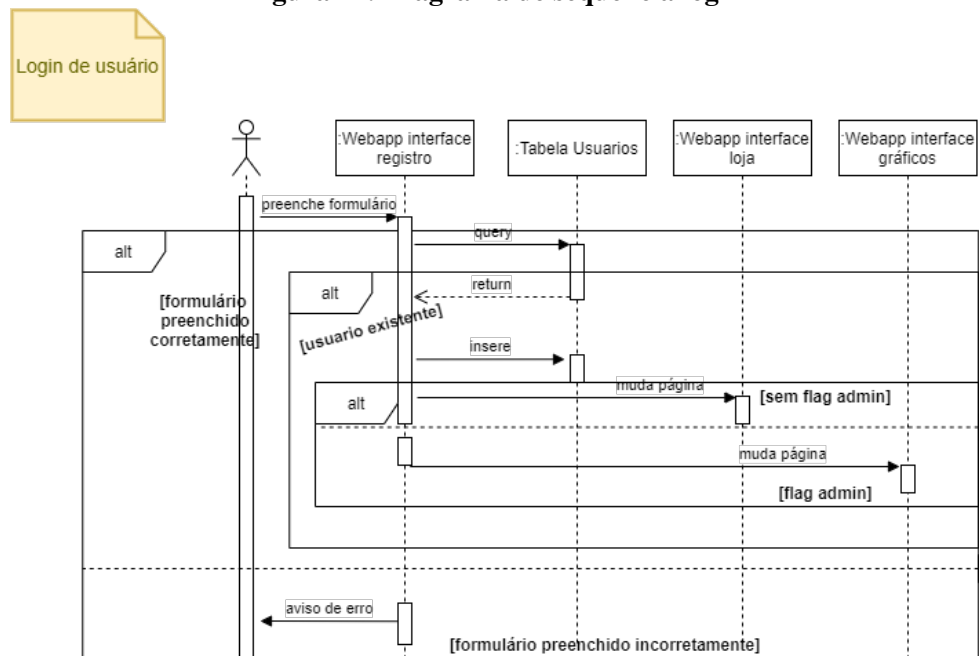 Login de usuário
:Webapp interface
registro
:Tabela Usuarios
:Webapp interface
loja
:Webapp interface
gráficos
preenche formulário
query
alt
[formulário
preenchido
corretamente]
alt
return
[usuario existente]
insere
muda página
alt
[sem flag admin]
muda página
[flag admin]
aviso de erro
[formulário preenchido incorretamente]